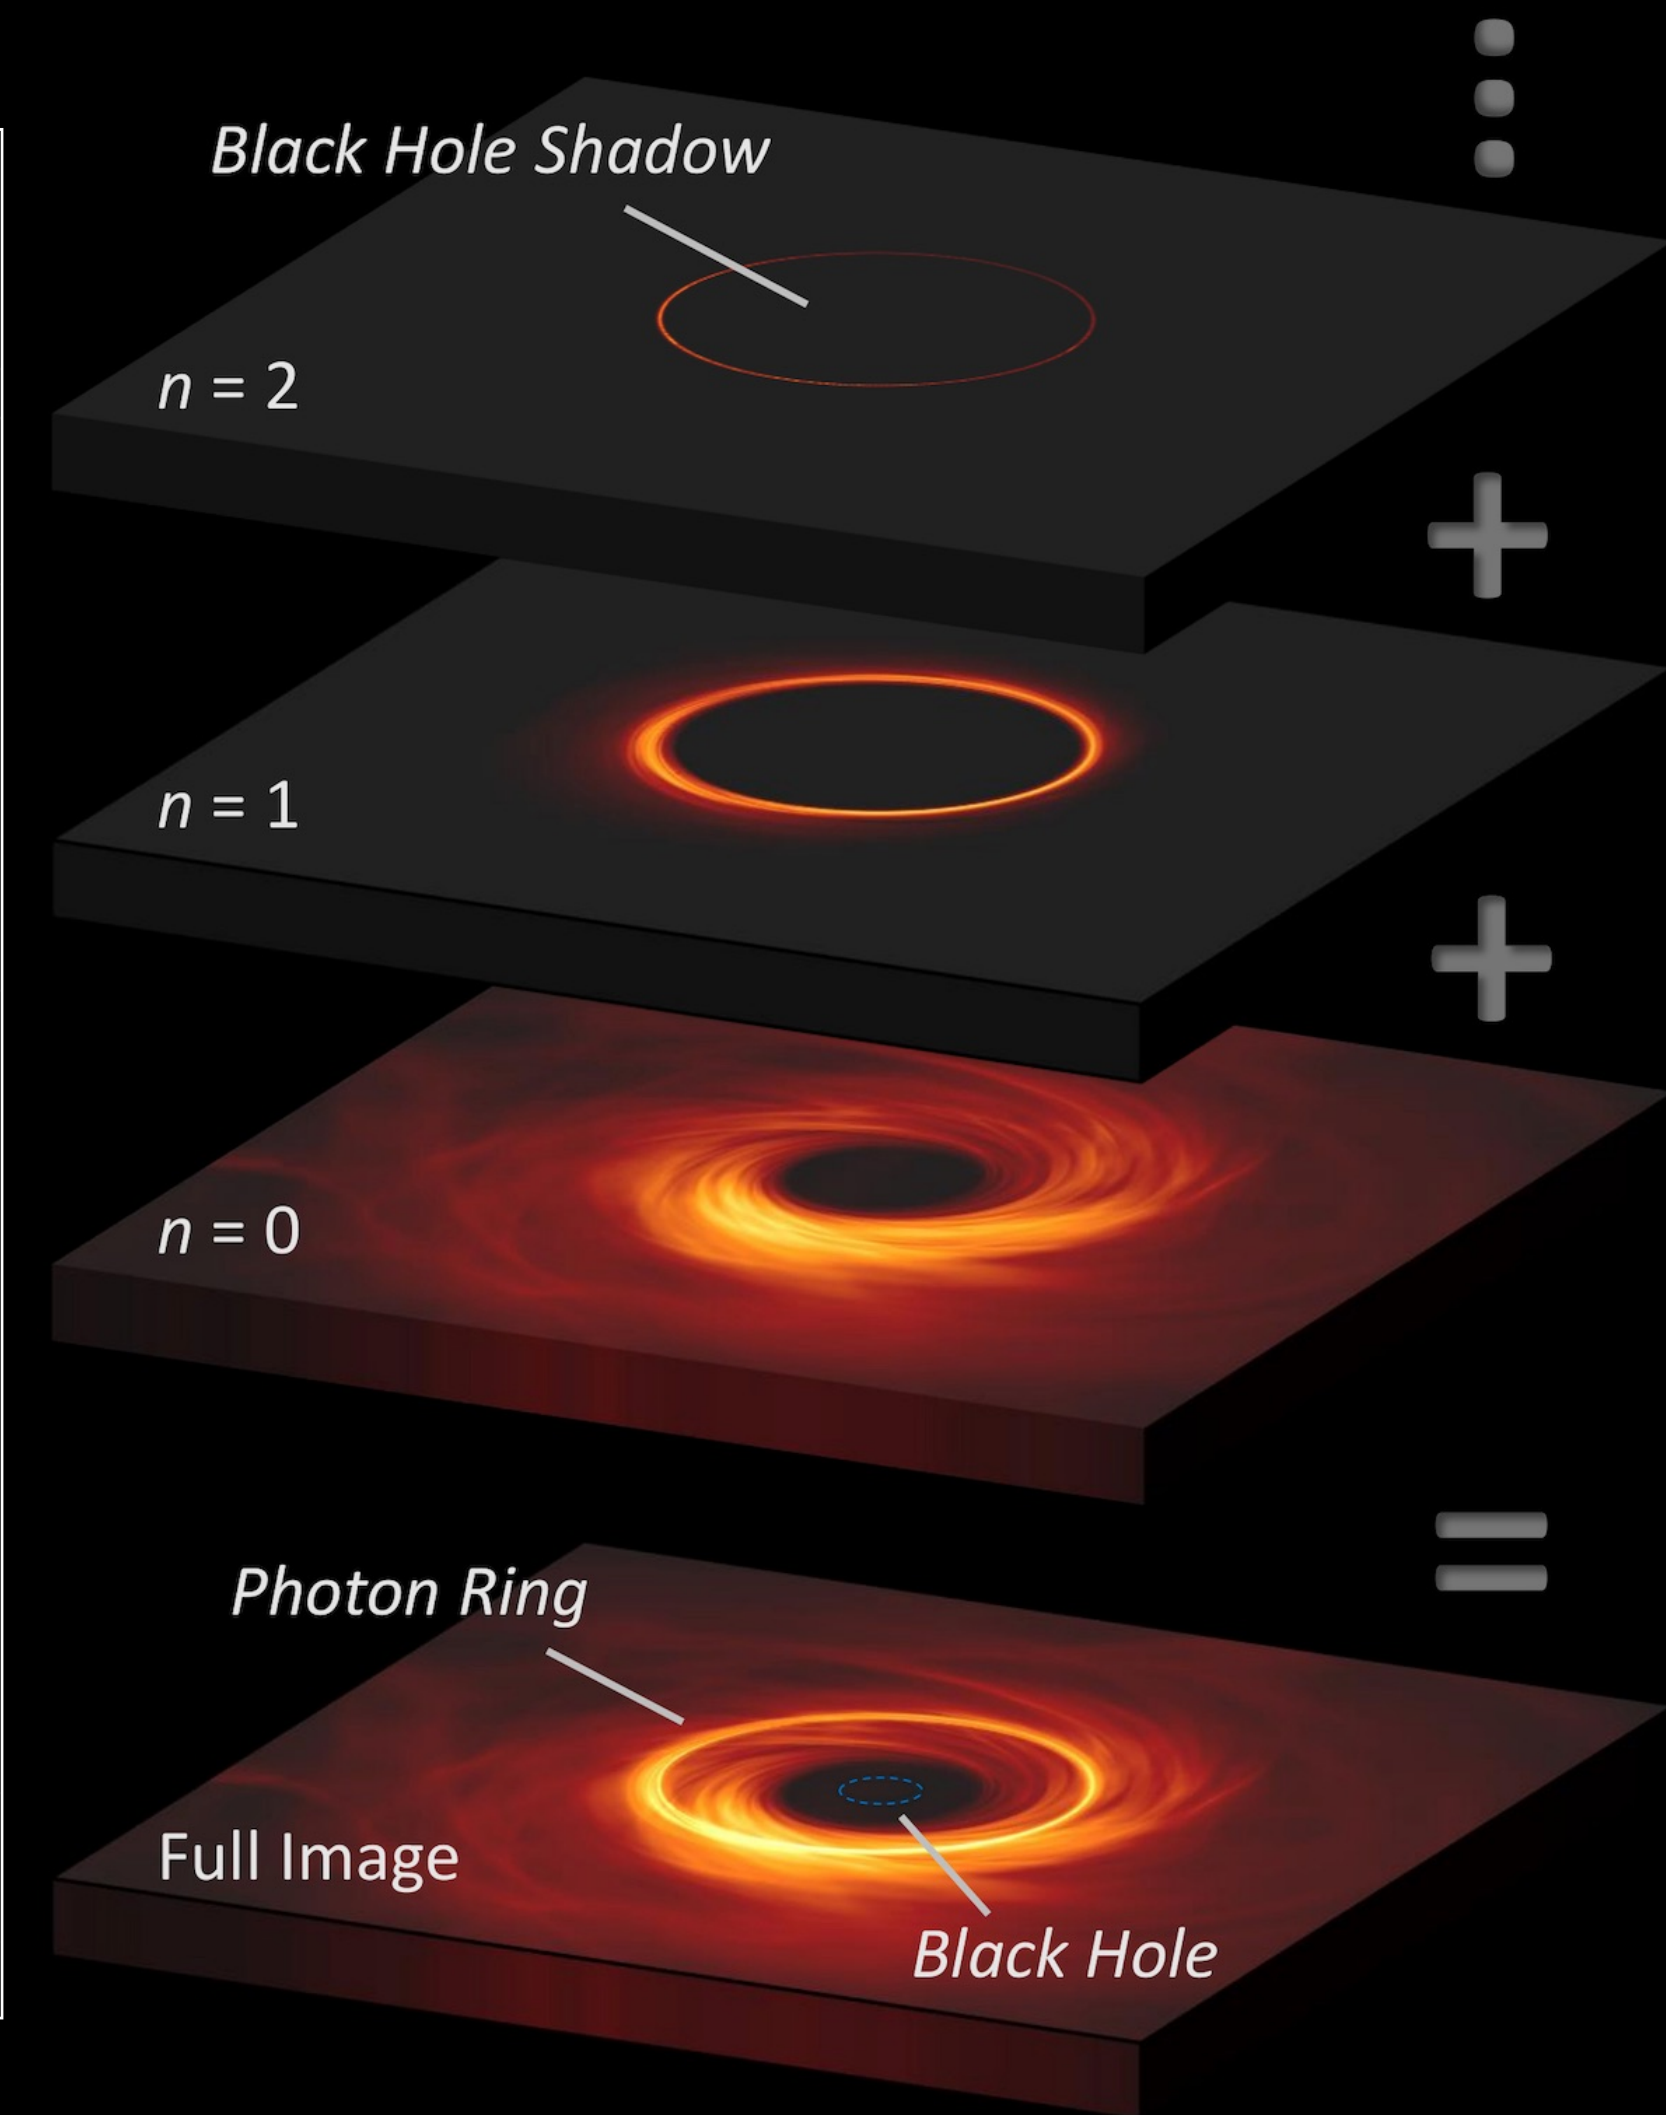 Black Hole Shadow
n = 2
+
n = 1
+
n = 0
=
Photon Ring
Full Image
Black Hole